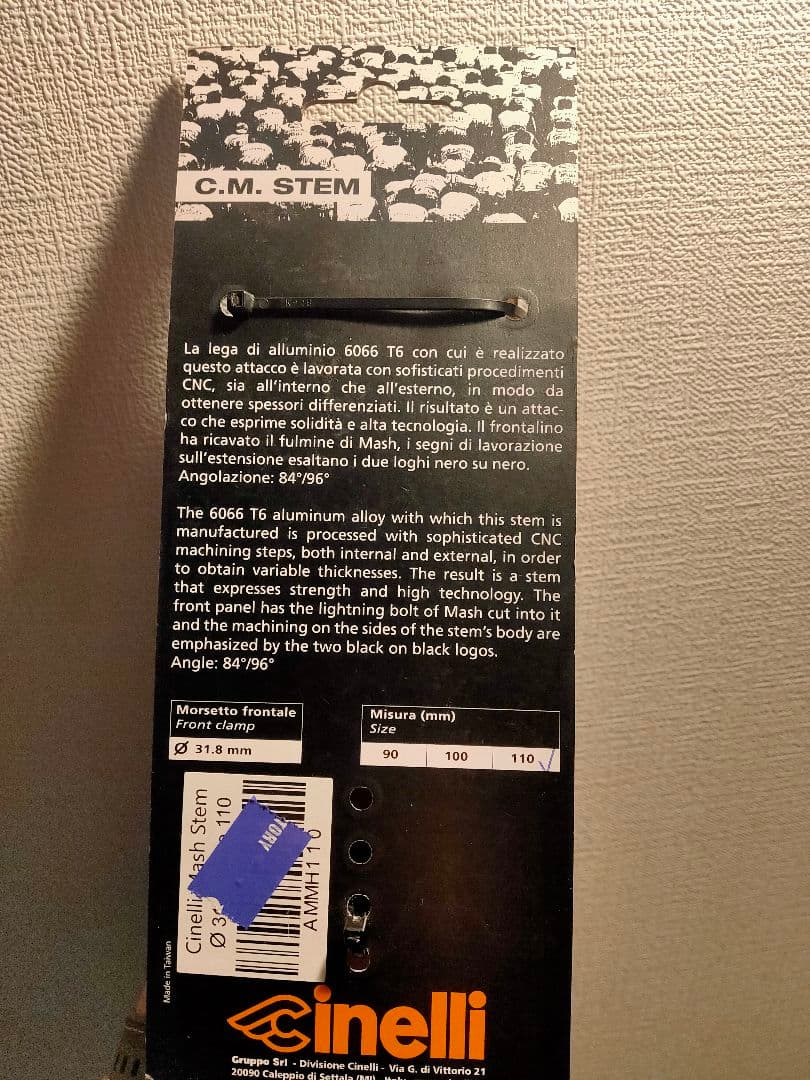 C.M. STEM
La lega di alluminio 6066 T6 con cui è realizzato
questo attacco è lavorata con sofisticati procedimenti
CNC, sia all'interno che all'esterno, in modo da
ottenere spessori differenziati. Il risultato è un attac-
co che esprime solidità e alta tecnologia. Il frontalino
ha ricavato il fulmine di Mash, i segni di lavorazione
sull'estensione esaltano i due loghi nero su nero.
Angolazione: 84°/96°
The 6066 T6 aluminum alloy with which this stem is
manufactured is processed with sophisticated CNC
machining steps, both internal and external, in order
to obtain variable thicknesses. The result is a stem
that expresses strength and high technology. The
front panel has the lightning bolt of Mash cut into it
and the machining on the sides of the stem's body are
emphasized by the two black on black logos.
Angle: 84°/96°
Morsetto frontale
Front clamp
Ø 31.8 mm
Misura (mm)
Size
90 100 110
Cinelli Mash Stem
Ø 110
AMMH110
TORY
Made in Taiwan
cinelli
Gruppo Srl - Divisione Cinelli - Via G. di Vittorio 21
20090 Caleppio di Settala (MI)